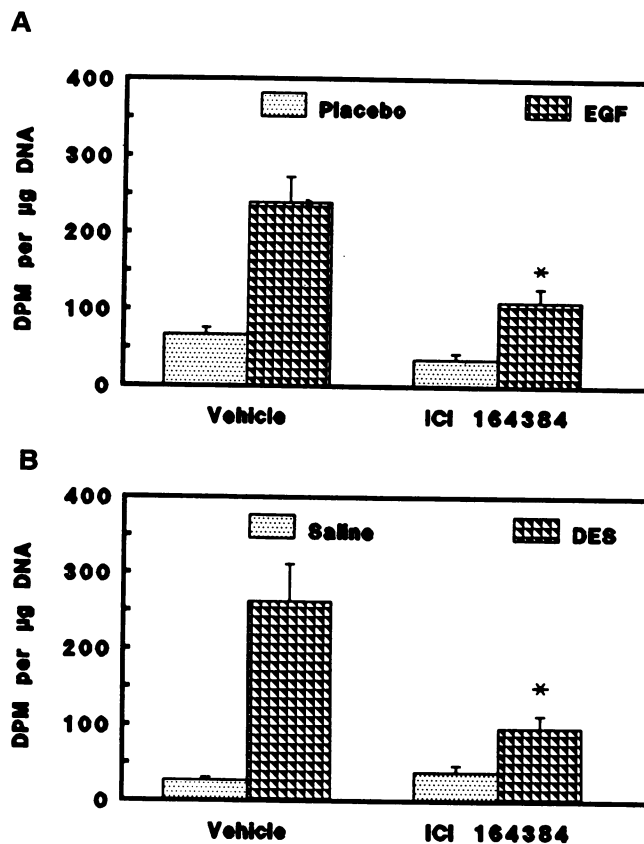 A
400
300
200
100
0
DPM per µg DNA
Placebo EGF
*
Vehicle ICI 164384
B
400
300
200
100
0
DPM per µg DNA
Saline DES
*
Vehicle ICI 164384